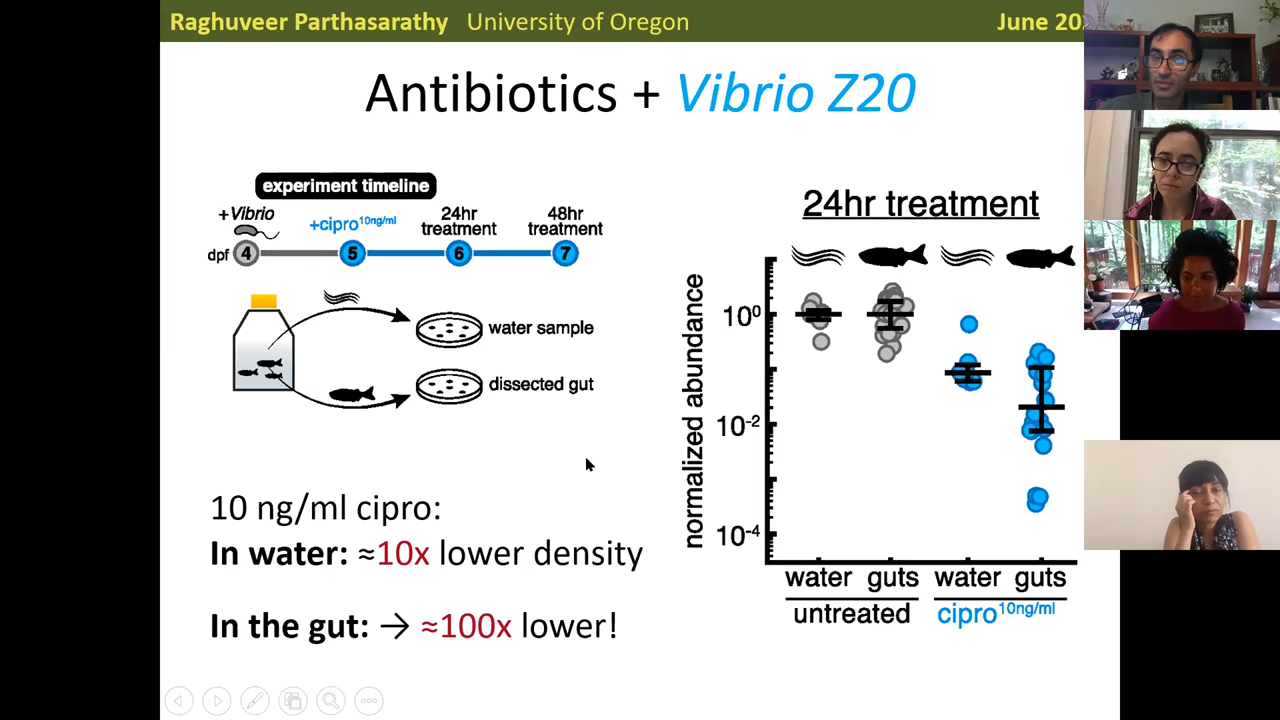 Raghuveer Parthasarathy University of Oregon June 20
Antibiotics + Vibrio Z20
experiment timeline
+Vibrio
+cipro10ng/ml
24hr
treatment
48hr
treatment
dpf 4 5 6 7
water sample
dissected gut
10 ng/ml cipro:
In water: ≈10x lower density
In the gut: → ≈100x lower!
24hr treatment
normalized abundance
10⁰
10⁻²
10⁻⁴
water guts water guts
untreated cipro10ng/ml